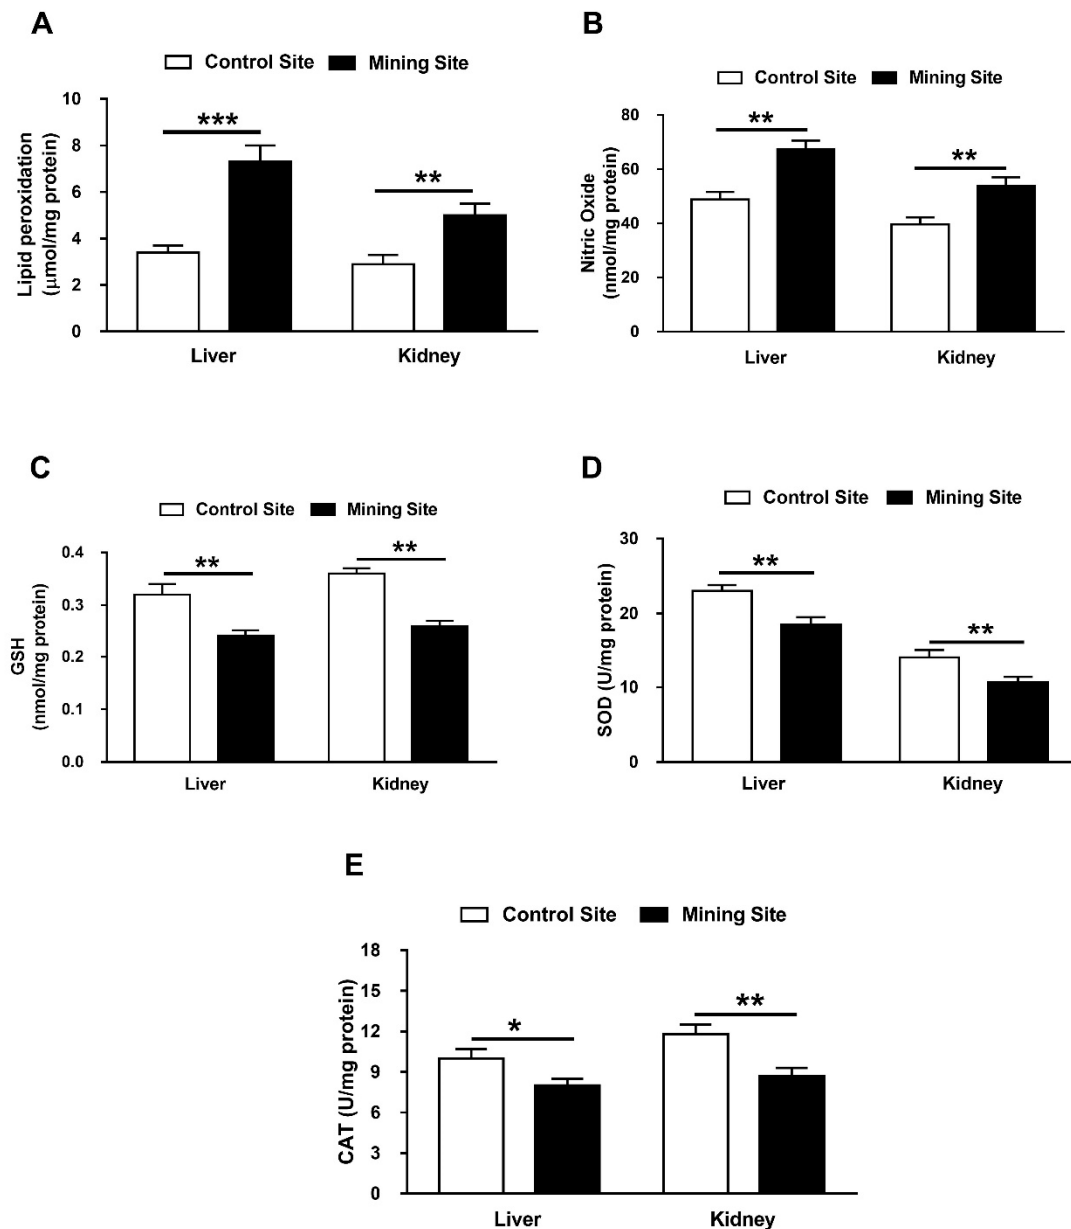 A
Control Site Mining Site
Lipid peroxidation
(μmol/mg protein)
10
8
6
4
2
0
***
**
Liver Kidney
B
Control Site Mining Site
Nitric Oxide
(nmol/mg protein)
80
60
40
20
0
**
**
Liver Kidney
C
Control Site Mining Site
GSH
(nmol/mg protein)
0.4
0.3
0.2
0.1
0.0
**
**
Liver Kidney
D
Control Site Mining Site
SOD (U/mg protein)
30
20
10
0
**
**
Liver Kidney
E
Control Site Mining Site
CAT (U/mg protein)
18
15
12
9
6
3
0
*
**
Liver Kidney